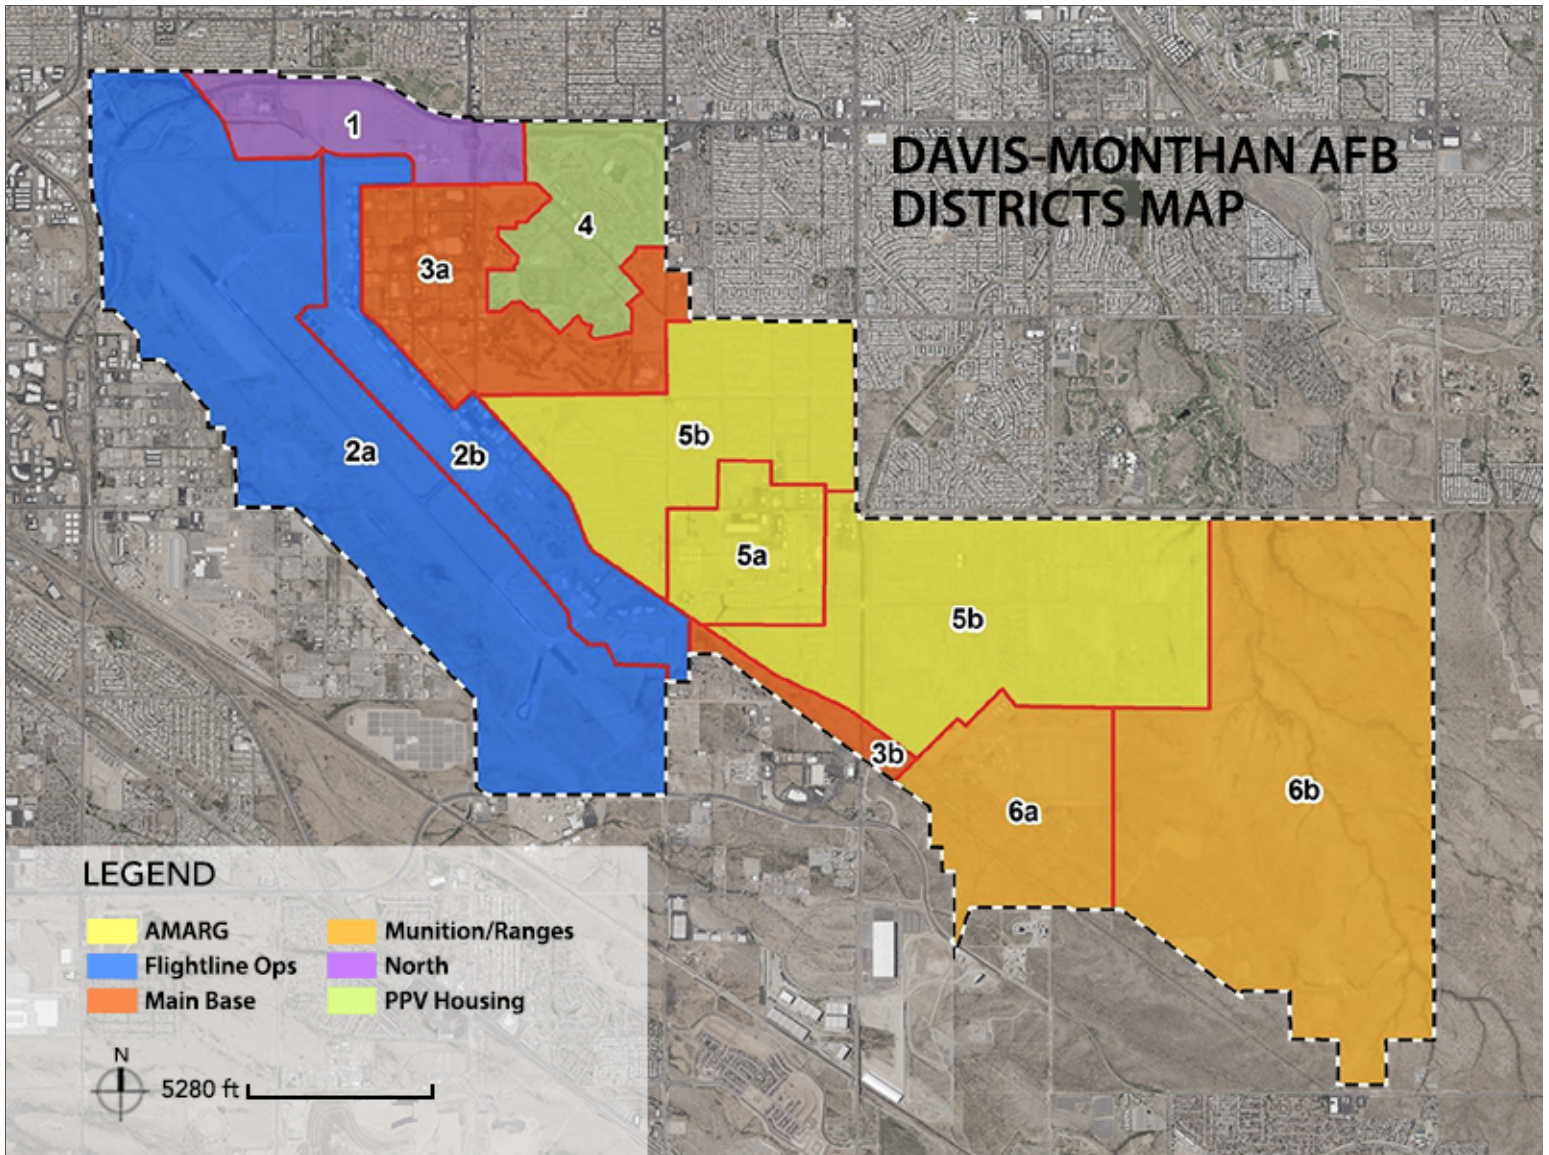 DAVIS-MONTHAN AFB
DISTRICTS MAP
1
4
3a
2a
2b
5b
5a
5b
3b
6a
6b
LEGEND
AMARG
Flightline Ops
Main Base
Munition/Ranges
North
PPV Housing
N
5280 ft